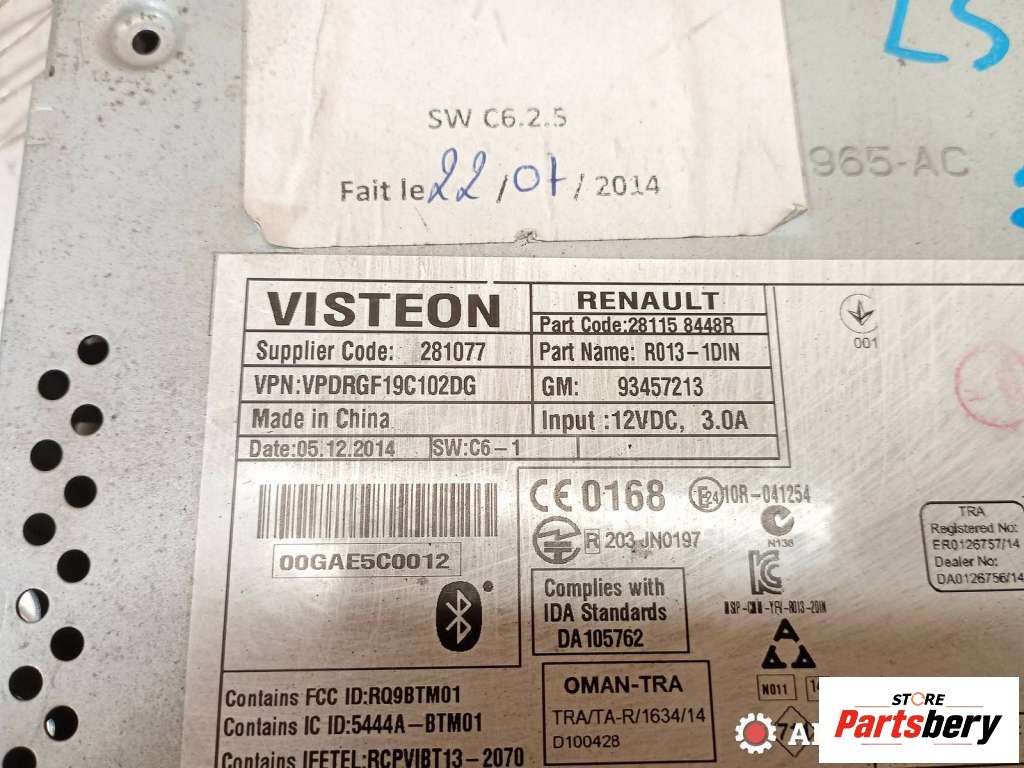 LS
SW C6.2.5
965-AC
Fait le 22/07/2014
VISTEON
RENAULT
Part Code:28115 8448R
Supplier Code: 281077
Part Name: R013-1DIN
VPN:VPDRGF19C102DG
GM: 93457213
Made in China
Input :12VDC, 3.0A
Date:05.12.2014
SW:C6-1
001
CE 0168
E24 10R-041254
00GAE5C0012
R 203 JN0197
N136
TRA
Registered No:
ER0126757/14
Dealer No:
DA0126756/14
Complies with
IDA Standards
DA105762
OMAN-TRA
TRA/TA-R/1634/14
D100428
N011
14
Contains FCC ID:RQ9BTM01
Contains IC ID:5444A-BTM01
Contains IFETEL:RCPVIBT13-2070
STORE
Partsbery